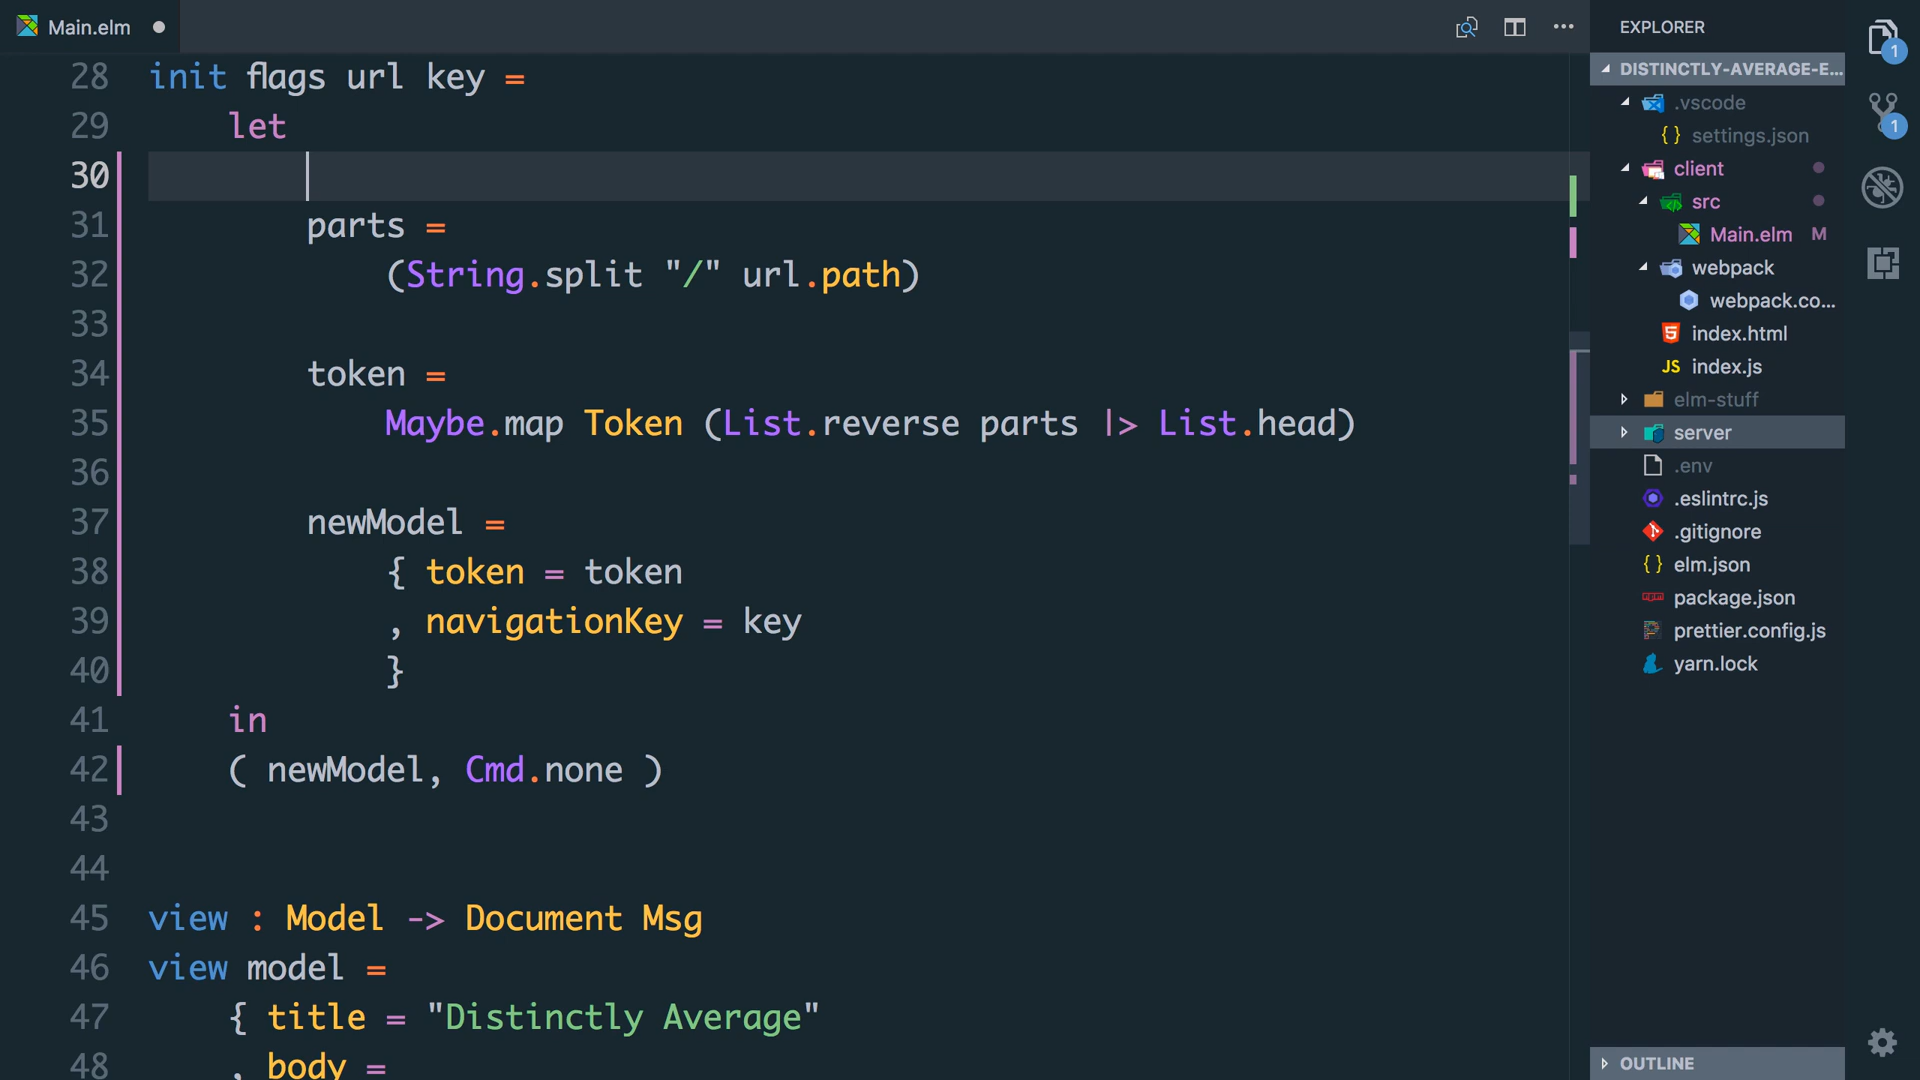 Main.elm
28 init flags url key =
29 let
30
31 parts =
32 (String.split "/" url.path)
33
34 token =
35 Maybe.map Token (List.reverse parts |> List.head)
36
37 newModel =
38 { token = token
39 , navigationKey = key
40 }
41 in
42 ( newModel, Cmd.none )
43
44
45 view : Model -> Document Msg
46 view model =
47 { title = "Distinctly Average"
48 , body =
EXPLORER
DISTINCTLY-AVERAGE-E...
.vscode
{ } settings.json
client
src
Main.elm M
webpack
webpack.co...
5 index.html
JS index.js
elm-stuff
server
.env
.eslintrc.js
.gitignore
{ } elm.json
package.json
prettier.config.js
yarn.lock
OUTLINE
1
1